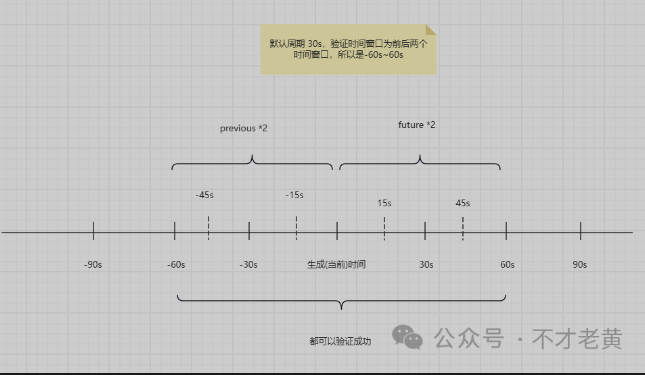 默认周期 30s，验证时间窗口为前后两个
时间窗口，所以是-60s~60s
previous *2
future *2
-45s
-15s
15s
45s
-90s
-60s
-30s
生成(当前)时间
30s
60s
90s
都可以验证成功
公众号 · 不才老黄